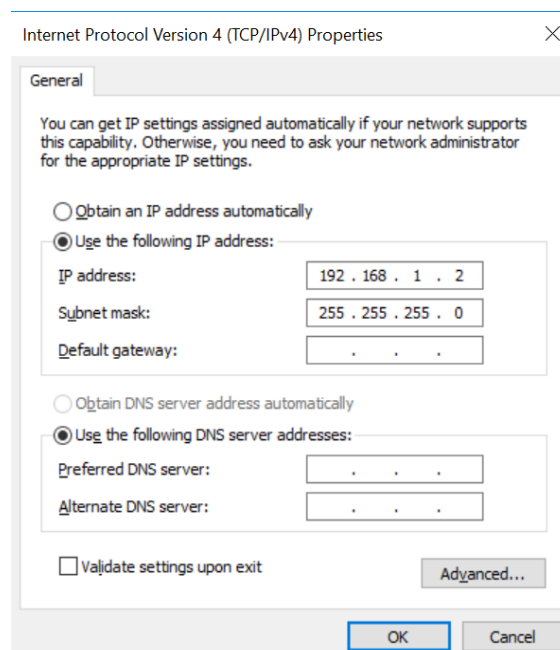 Internet Protocol Version 4 (TCP/IPv4) Properties
General
You can get IP settings assigned automatically if your network supports
this capability. Otherwise, you need to ask your network administrator
for the appropriate IP settings.
Obtain an IP address automatically
Use the following IP address:
IP address: 192 . 168 . 1 . 2
Subnet mask: 255 . 255 . 255 . 0
Default gateway: . . .
Obtain DNS server address automatically
Use the following DNS server addresses:
Preferred DNS server: . . .
Alternate DNS server: . . .
Validate settings upon exit
Advanced...
OK Cancel